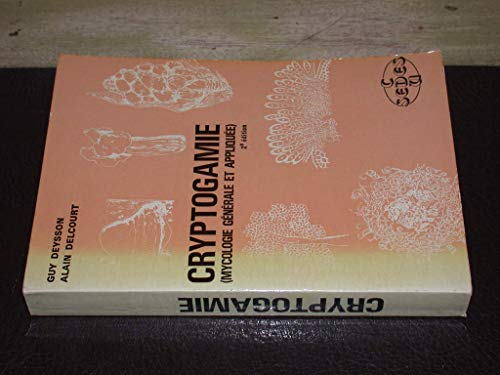 GUY DEYSSON
ALAIN DELCOURT
CRYPTOGAMIE
(MYCOLOGIE GÉNÉRALE ET APPLIQUÉE)
2e édition
C
SEDES
U
CRYPTOGAMIE